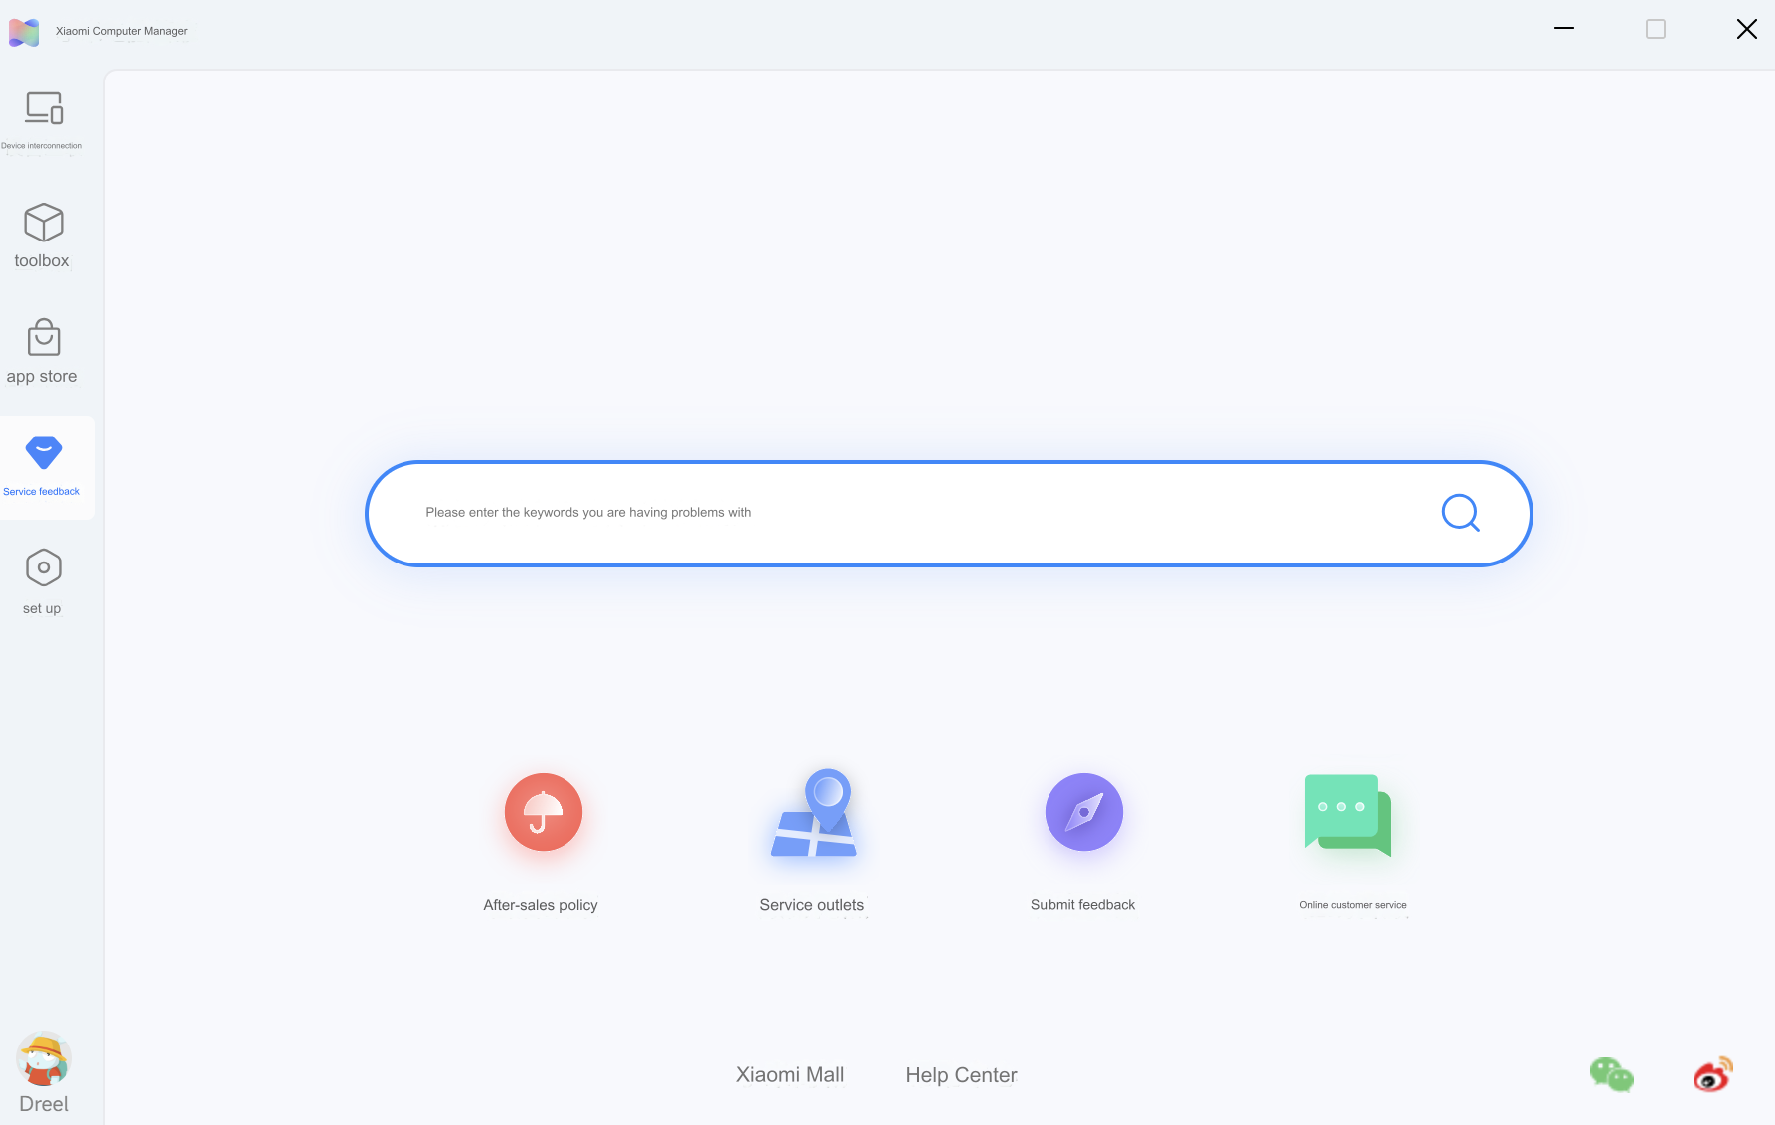 Xiaomi Computer Manager
Device interconnection
toolbox
app store
Service feedback
set up
Please enter the keywords you are having problems with
After-sales policy
Service outlets
Submit feedback
Online customer service
Xiaomi Mall
Help Center
Dreel